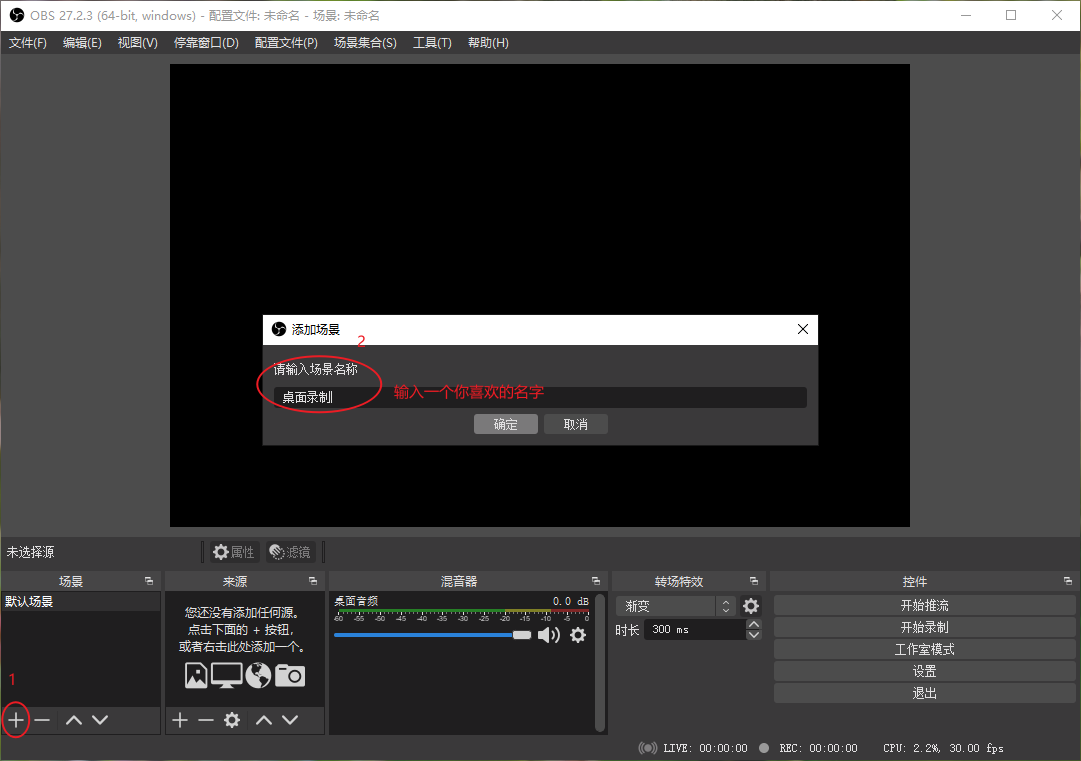 OBS 27.2.3 (64-bit, windows) - 配置文件: 未命名 - 场景: 未命名
文件(F) 编辑(E) 视图(V) 停靠窗口(D) 配置文件(P) 场景集合(S) 工具(T) 帮助(H)
添加场景
2
请输入场景名称
桌面录制
输入一个你喜欢的名字
确定 取消
未选择源 属性 滤镜
场景 来源 混音器 转场特效 控件
默认场景
1
您还没有添加任何源。
点击下面的 + 按钮,
或者右击此处添加一个。
桌面音频 0.0 dB
-60 -55 -50 -45 -40 -35 -30 -25 -20 -15 -10 -5 0
渐变
时长 300 ms
开始推流
开始录制
工作室模式
设置
退出
LIVE: 00:00:00 REC: 00:00:00 CPU: 2.2%, 30.00 fps